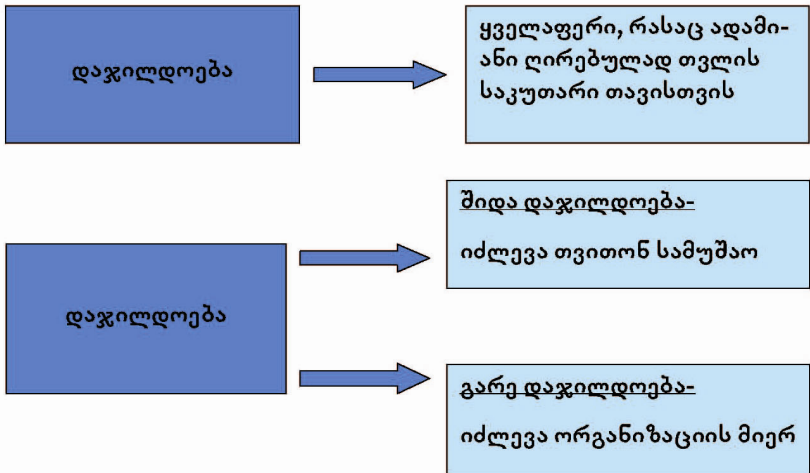 დაჯილდოება
ყველაფერი, რასაც ადამი-
ანი ღირებულად თვლის
საკუთარი თავისთვის
დაჯილდოება
შიდა დაჯილდოება-
იძლევა თვითონ სამუშაო
გარე დაჯილდოება-
იძლევა ორგანიზაციის მიერ